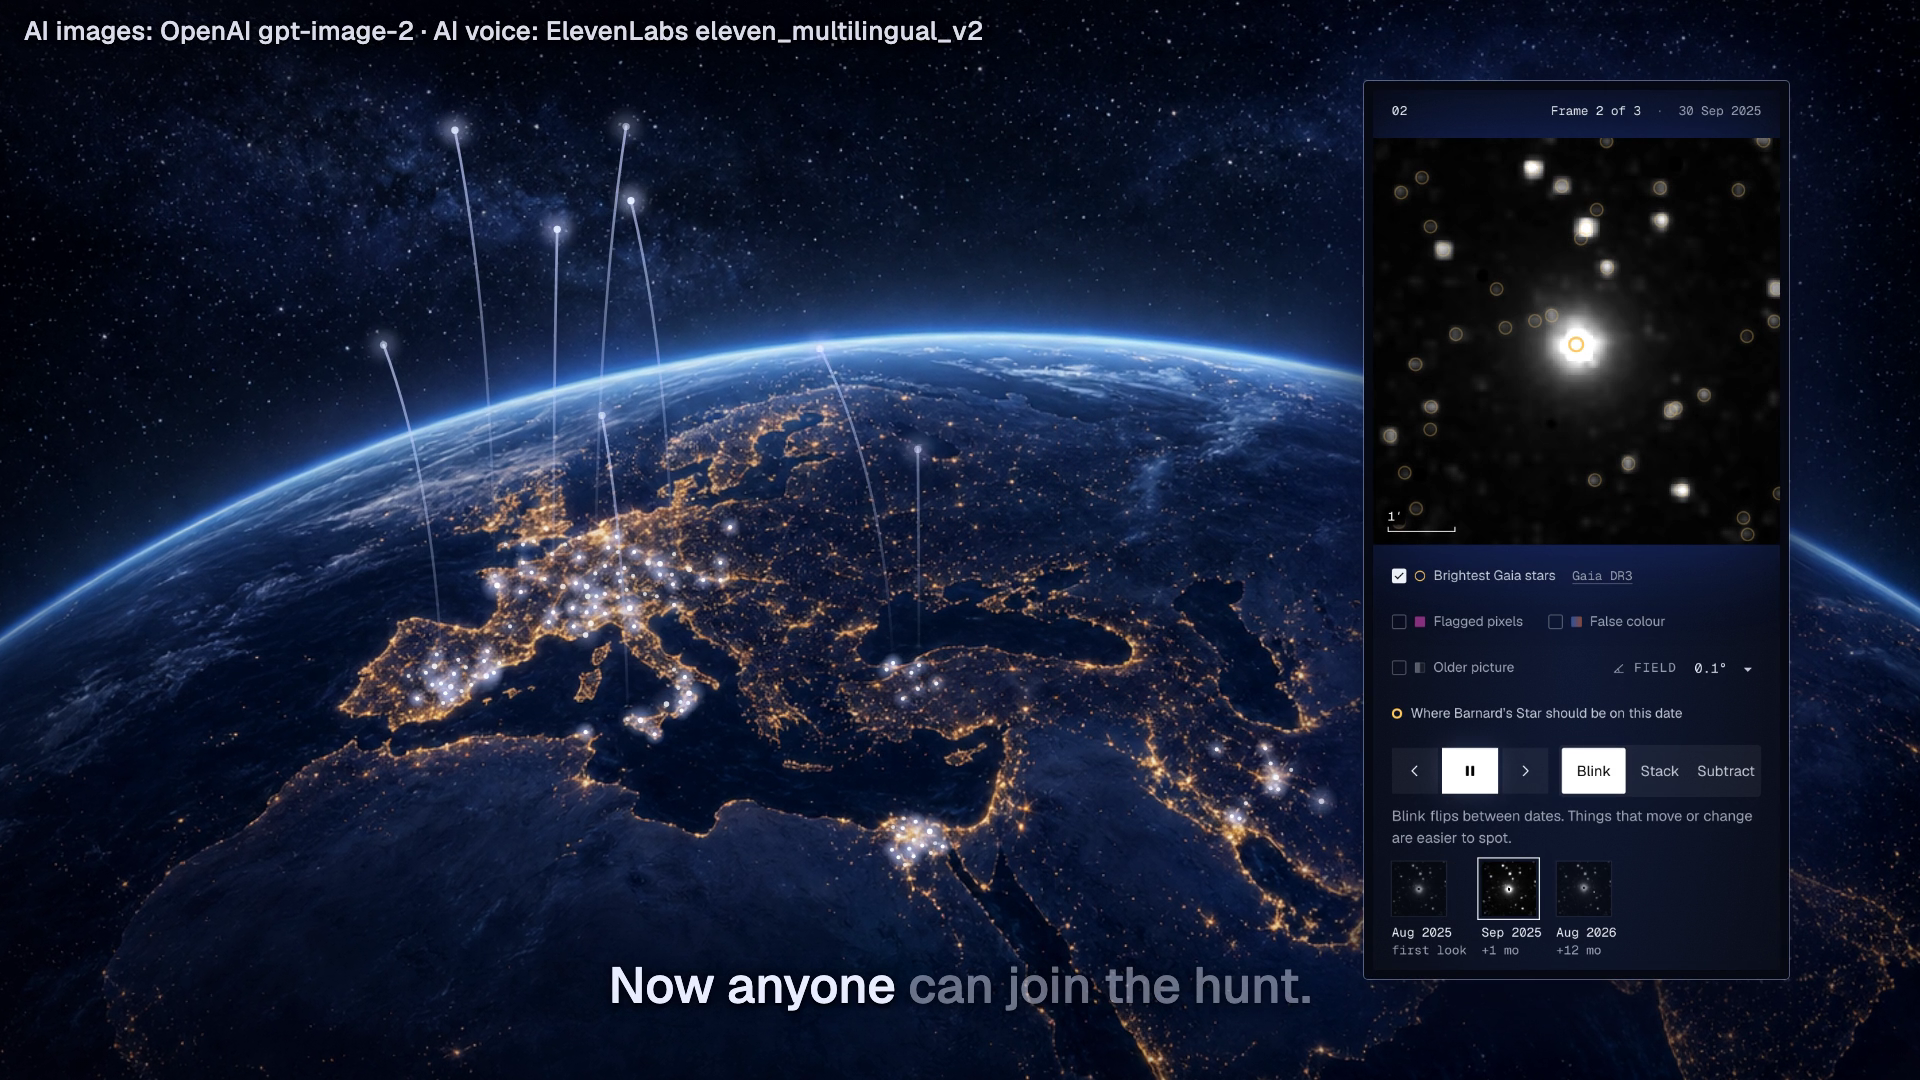 AI images: OpenAI gpt-image-2 · AI voice: ElevenLabs eleven_multilingual_v2
02 Frame 2 of 3 · 30 Sep 2025
1'
Brightest Gaia stars Gaia DR3
Flagged pixels False colour
Older picture FIELD 0.1°
Where Barnard's Star should be on this date
Blink Stack Subtract
Blink flips between dates. Things that move or change
are easier to spot.
Aug 2025 Sep 2025 Aug 2026
first look +1 mo +12 mo
Now anyone can join the hunt.